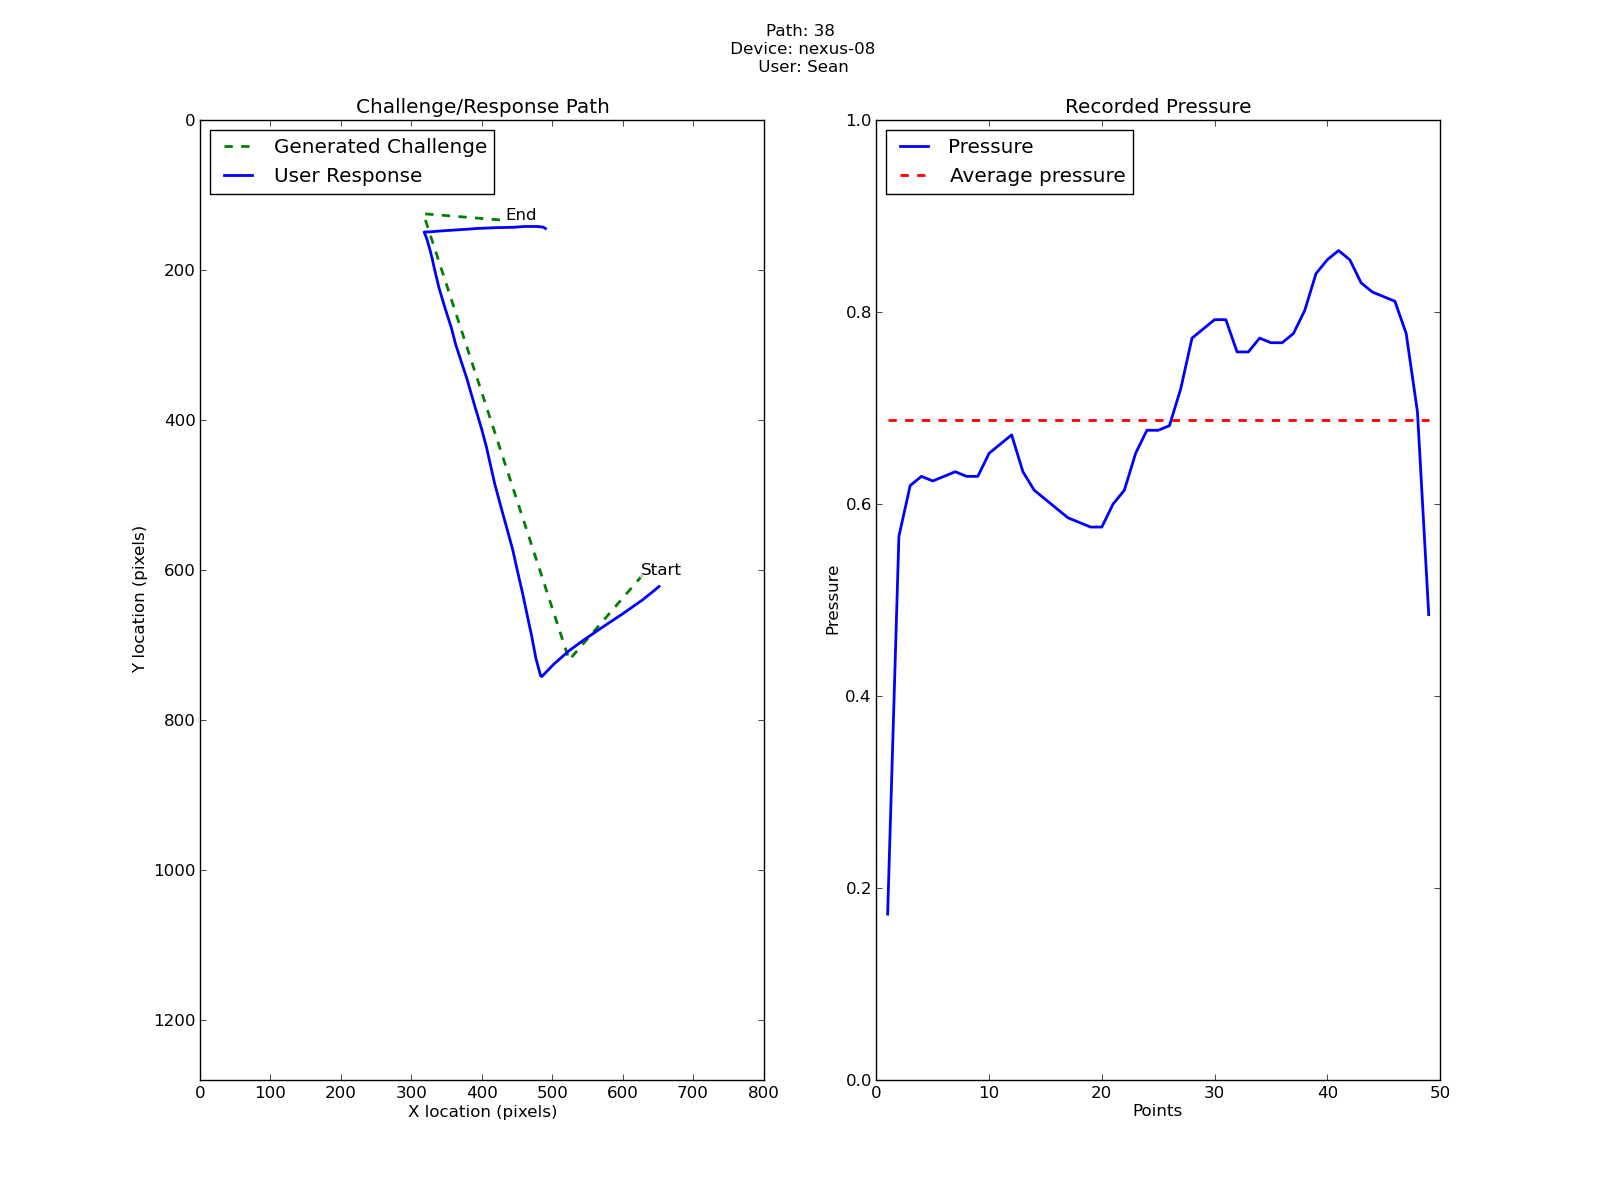 Path: 38
Device: nexus-08
User: Sean
Challenge/Response Path
Generated Challenge
User Response
End
Start
0
200
400
600
800
1000
1200
Y location (pixels)
0 100 200 300 400 500 600 700 800
X location (pixels)
Recorded Pressure
Pressure
Average pressure
1.0
0.8
0.6
0.4
0.2
0.0
Pressure
0 10 20 30 40 50
Points